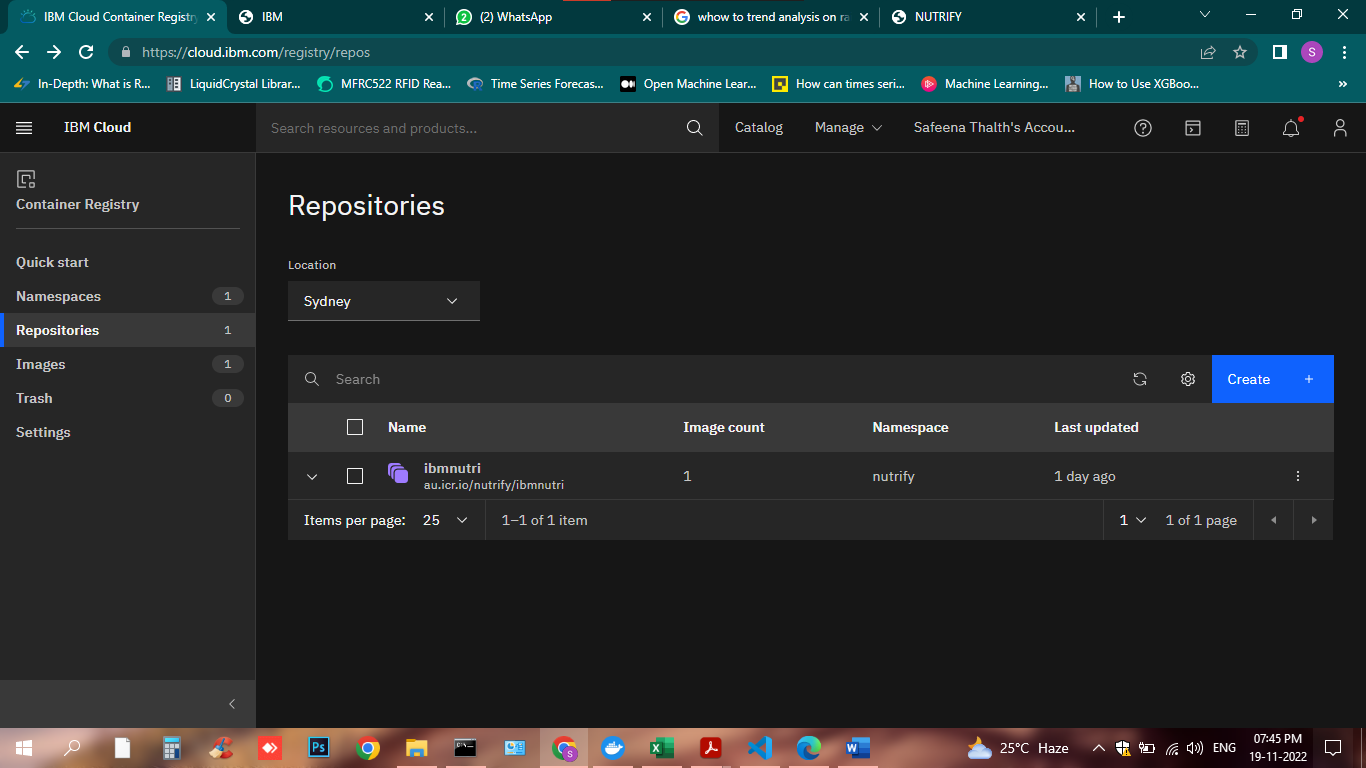 IBM Cloud Container Registry
IBM
(2) WhatsApp
whow to trend analysis on ra
NUTRIFY
https://cloud.ibm.com/registry/repos
S
In-Depth: What is R...
LiquidCrystal Librar...
MFRC522 RFID Rea...
Time Series Forecas...
Open Machine Lear...
How can times seri...
Machine Learning...
How to Use XGBoo...
»
IBM Cloud
Search resources and products...
Catalog
Manage
Safeena Thalth's Accou...
Container Registry
Quick start
Namespaces 1
Repositories 1
Images 1
Trash 0
Settings
Repositories
Location
Sydney
Search
Create +
Name Image count Namespace Last updated
ibmnutri
au.icr.io/nutrify/ibmnutri
1 nutrify 1 day ago
Items per page: 25 1–1 of 1 item 1 1 of 1 page
Ps
25°C Haze
ENG
07:45 PM
19-11-2022